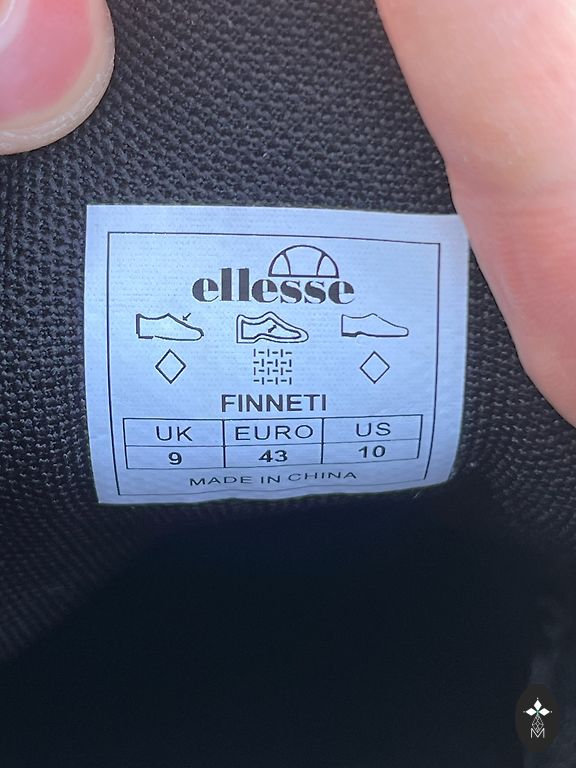 ellesse
FINNETI
UK EURO US
9 43 10
MADE IN CHINA
M